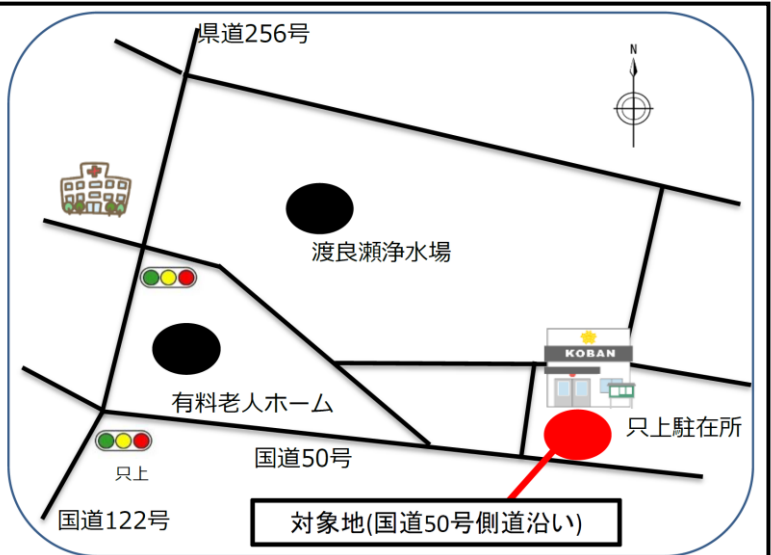 県道256号
N
渡良瀬浄水場
KOBAN
有料老人ホーム
只上駐在所
国道50号
只上
国道122号
対象地(国道50号側道沿い)